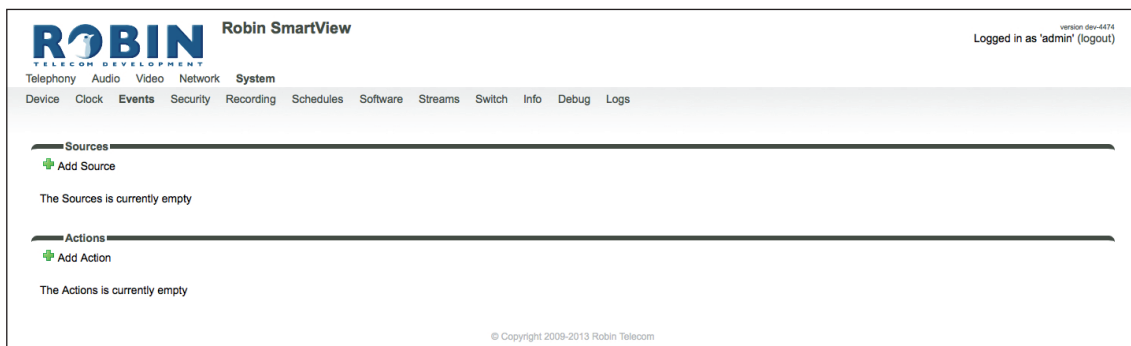 ROBIN
TELECOM DEVELOPMENT
Robin SmartView
version dev-4474
Logged in as 'admin' (logout)
Telephony Audio Video Network System
Device Clock Events Security Recording Schedules Software Streams Switch Info Debug Logs
Sources
Add Source
The Sources is currently empty
Actions
Add Action
The Actions is currently empty
© Copyright 2009-2013 Robin Telecom